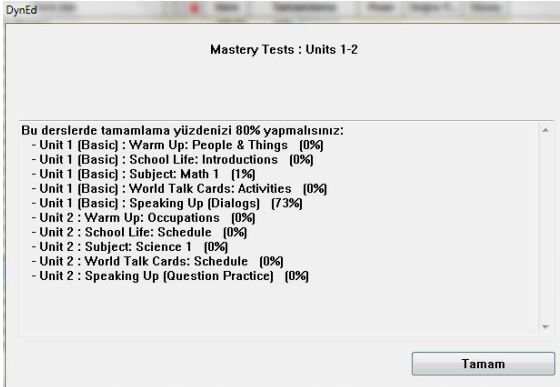 DynEd
Mastery Tests : Units 1-2
Bu derslerde tamamlama yüzdenizi 80% yapmalısınız:
- Unit 1 (Basic) : Warm Up: People & Things (0%)
- Unit 1 (Basic) : School Life: Introductions (0%)
- Unit 1 (Basic) : Subject: Math 1 (1%)
- Unit 1 (Basic) : World Talk Cards: Activities (0%)
- Unit 1 (Basic) : Speaking Up (Dialogs) (73%)
- Unit 2 : Warm Up: Occupations (0%)
- Unit 2 : School Life: Schedule (0%)
- Unit 2 : Subject: Science 1 (0%)
- Unit 2 : World Talk Cards: Schedule (0%)
- Unit 2 : Speaking Up (Question Practice) (0%)
Tamam